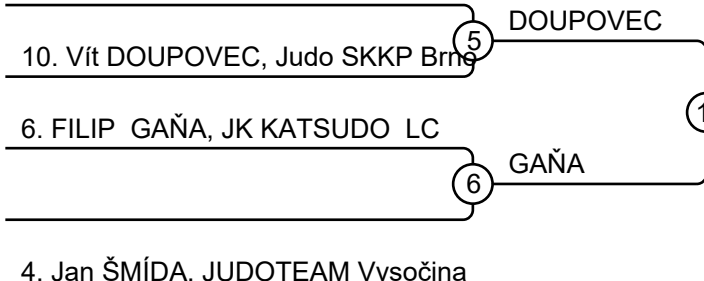 DOUPOVEC
5
10. Vít DOUPOVEC, Judo SKKP Brno
6. FILIP GAŇA, JK KATSUDO LC
GAŇA
6
4. Jan ŠMÍDA, JUDOTEAM Vysočina